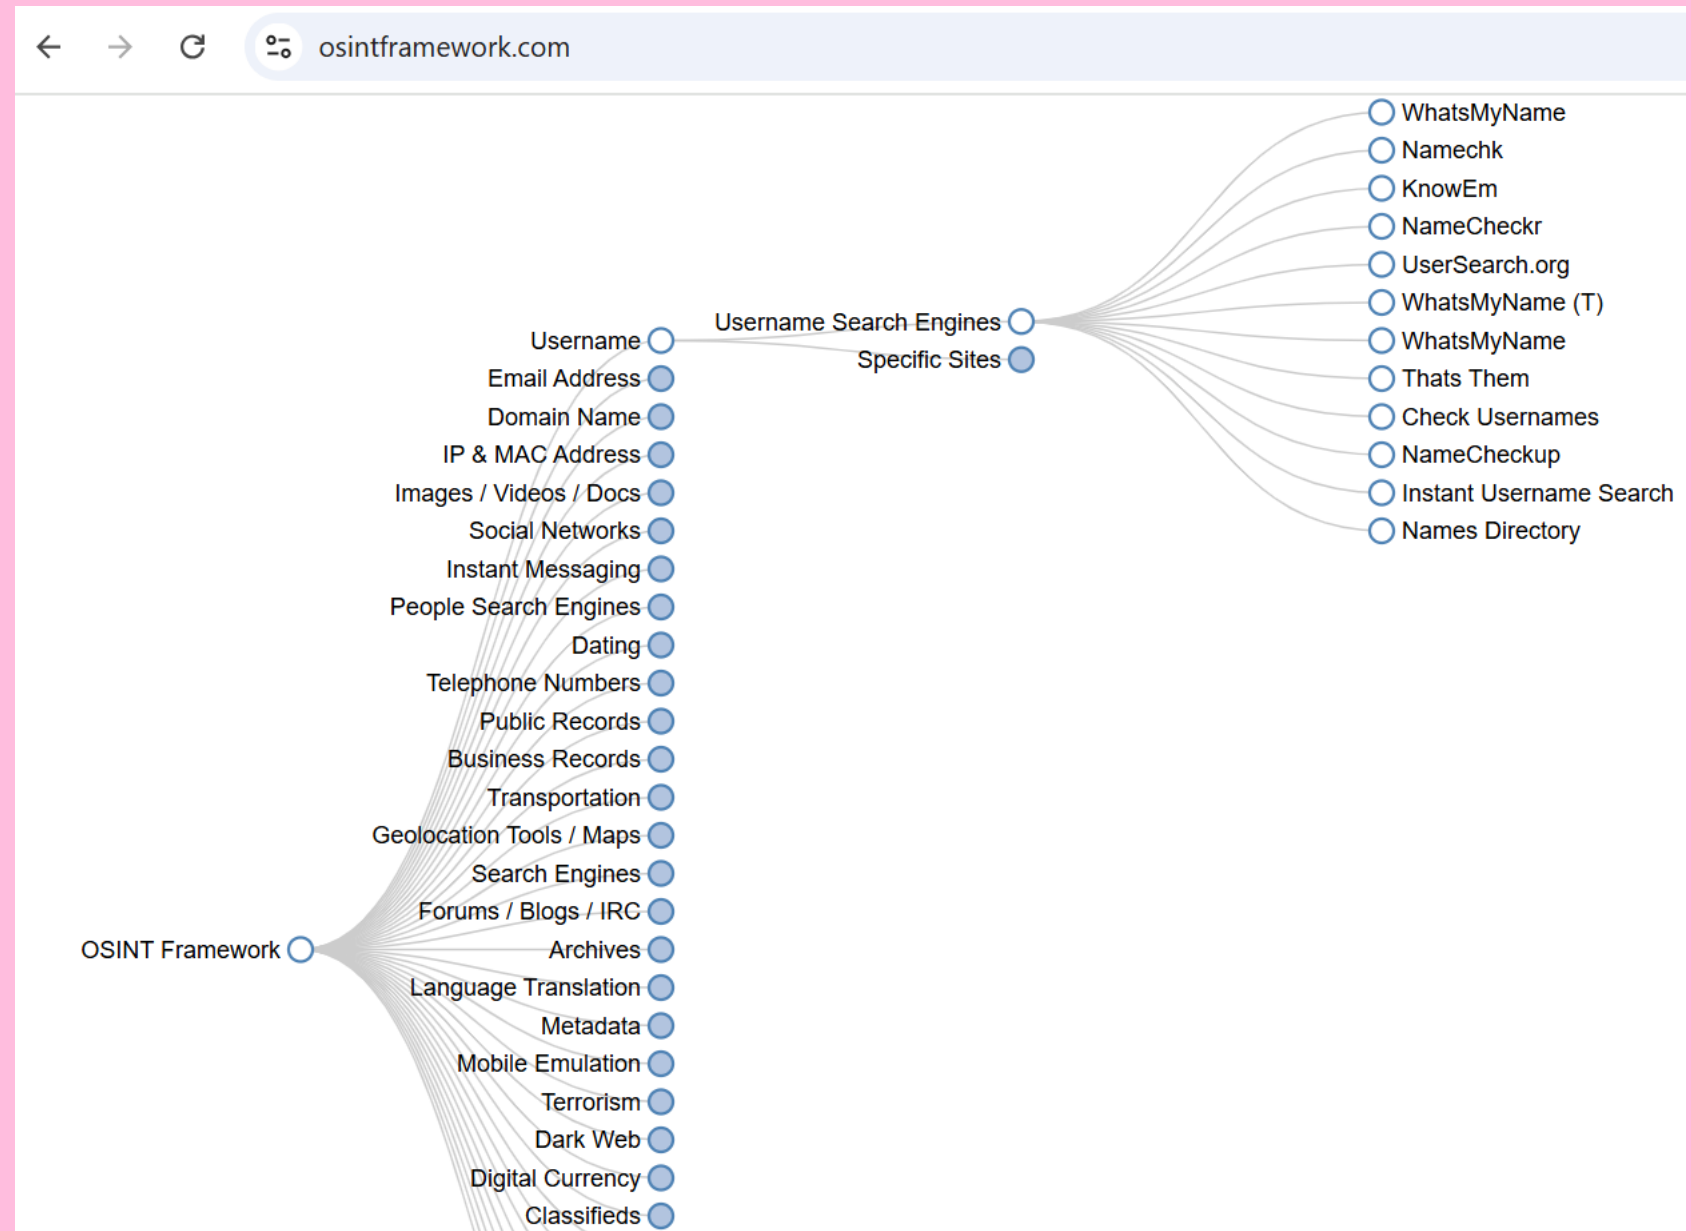 osintframework.com
WhatsMyName
Namechk
KnowEm
NameCheckr
UserSearch.org
WhatsMyName (T)
WhatsMyName
Thats Them
Check Usernames
NameCheckup
Instant Username Search
Names Directory
Username Search Engines
Specific Sites
Username
Email Address
Domain Name
IP & MAC Address
Images / Videos / Docs
Social Networks
Instant Messaging
People Search Engines
Dating
Telephone Numbers
Public Records
Business Records
Transportation
Geolocation Tools / Maps
Search Engines
Forums / Blogs / IRC
Archives
Language Translation
Metadata
Mobile Emulation
Terrorism
Dark Web
Digital Currency
Classifieds
OSINT Framework